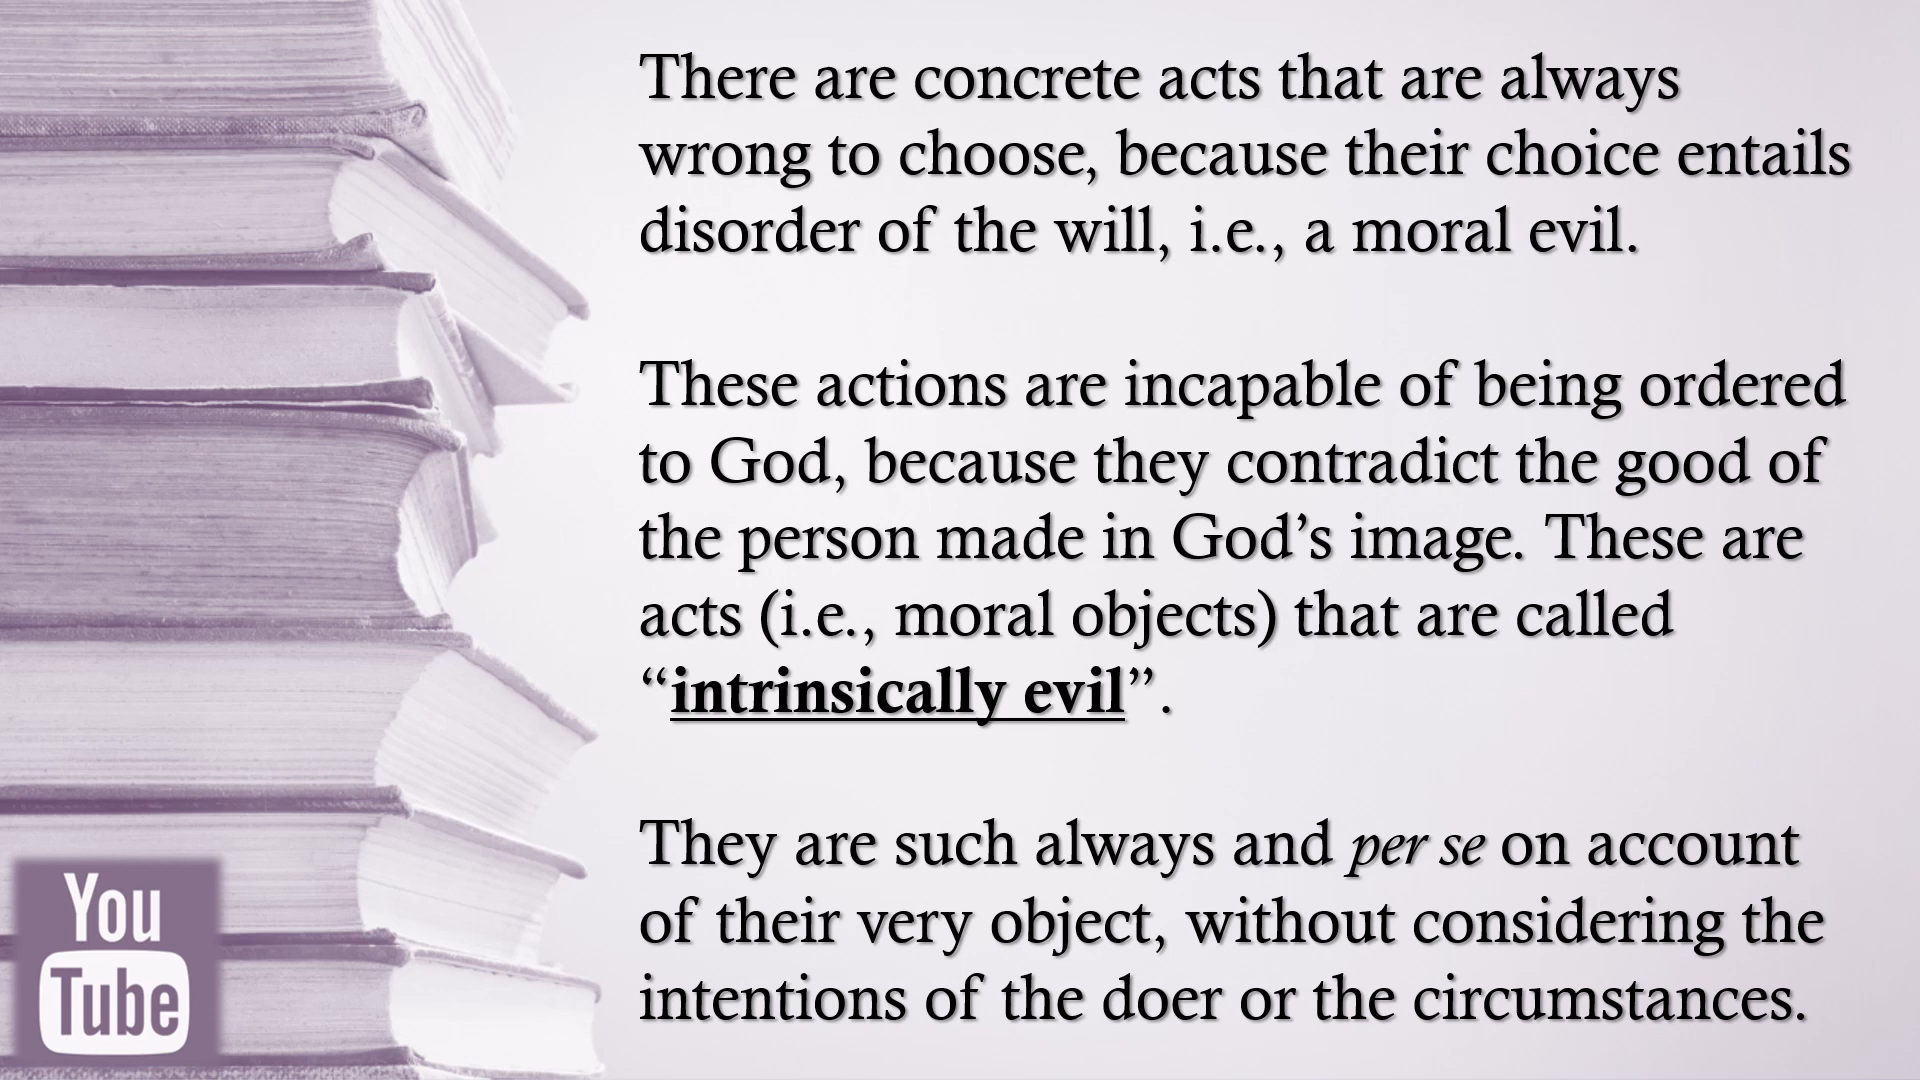 There are concrete acts that are always
wrong to choose, because their choice entails
disorder of the will, i.e., a moral evil.
These actions are incapable of being ordered
to God, because they contradict the good of
the person made in God’s image. These are
acts (i.e., moral objects) that are called
“intrinsically evil”.
They are such always and per se on account
of their very object, without considering the
intentions of the doer or the circumstances.
You
Tube